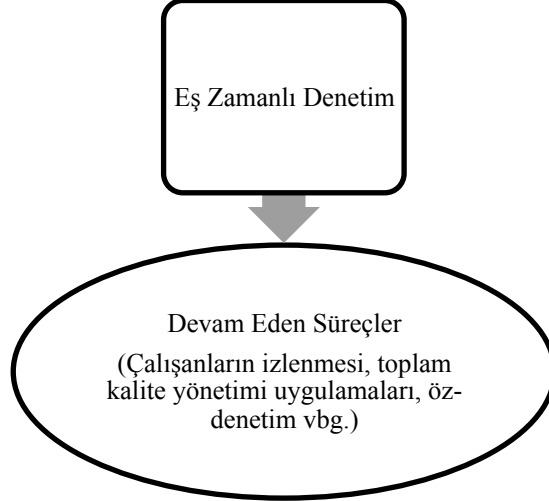 Eş Zamanlı Denetim
Devam Eden Süreçler
(Çalışanların izlenmesi, toplam
kalite yönetimi uygulamaları, öz-
denetim vbg.)